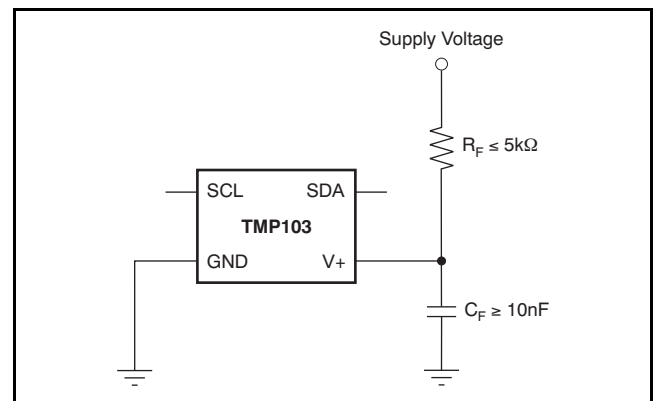 Supply Voltage
R_F ≤ 5kΩ
SCL SDA
TMP103
GND V+
C_F ≥ 10nF